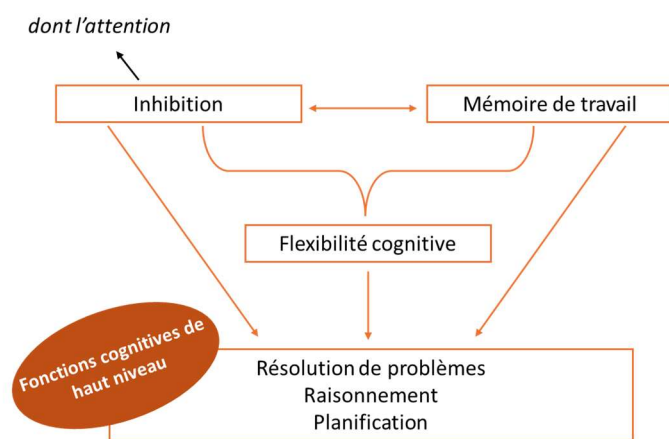 dont l'attention
Inhibition
Mémoire de travail
Flexibilité cognitive
Fonctions cognitives de
haut niveau
Résolution de problèmes
Raisonnement
Planification